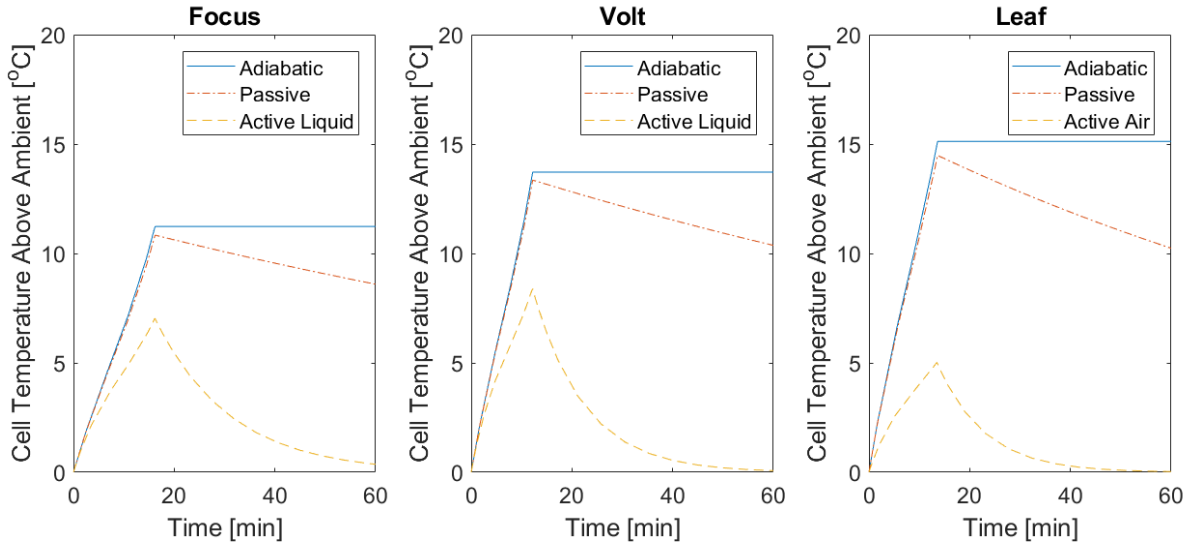 Focus
Cell Temperature Above Ambient [°C]
20
15
10
5
0
Adiabatic
Passive
Active Liquid
0 20 40 60
Time [min]
Volt
Cell Temperature Above Ambient [°C]
20
15
10
5
0
Adiabatic
Passive
Active Liquid
0 20 40 60
Time [min]
Leaf
Cell Temperature Above Ambient [°C]
20
15
10
5
0
Adiabatic
Passive
Active Air
0 20 40 60
Time [min]